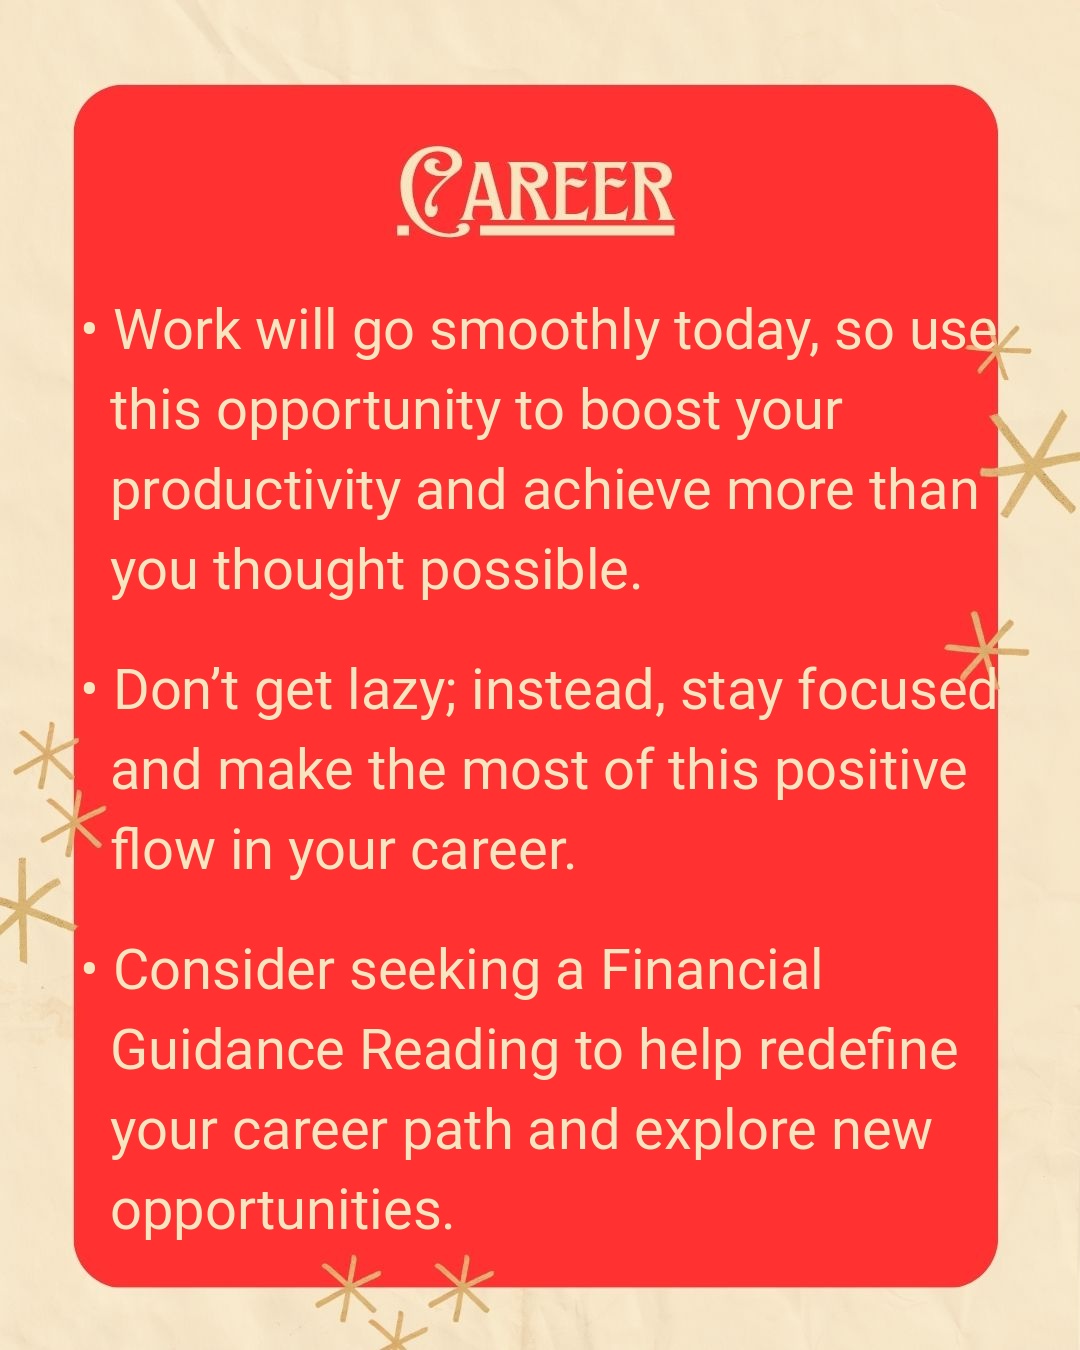 Career
• Work will go smoothly today, so use
this opportunity to boost your
productivity and achieve more than
you thought possible.
• Don’t get lazy; instead, stay focused
and make the most of this positive
flow in your career.
• Consider seeking a Financial
Guidance Reading to help redefine
your career path and explore new
opportunities.